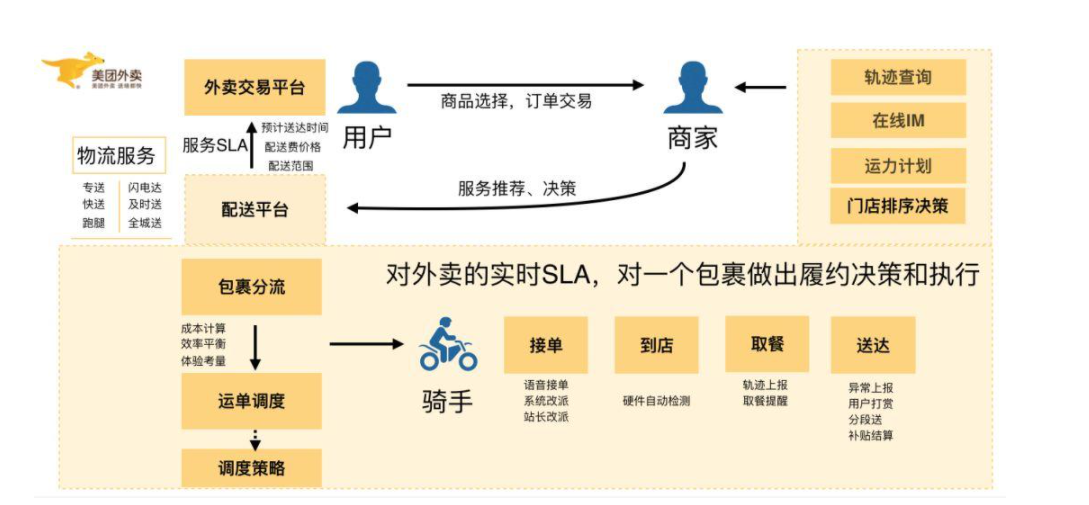 美团外卖
美团外卖 送啥都快
外卖交易平台
用户
商品选择，订单交易
商家
轨迹查询
在线IM
运力计划
门店排序决策
服务SLA
预计送达时间
配送费价格
配送范围
物流服务
专送
闪电达
快送
及时送
跑腿
全城送
配送平台
服务推荐、决策
对外卖的实时SLA，对一个包裹做出履约决策和执行
包裹分流
成本计算
效率平衡
体验考量
运单调度
调度策略
骑手
接单
语音接单
系统改派
站长改派
到店
硬件自动检测
取餐
轨迹上报
取餐提醒
送达
异常上报
用户打赏
分段送
补贴结算